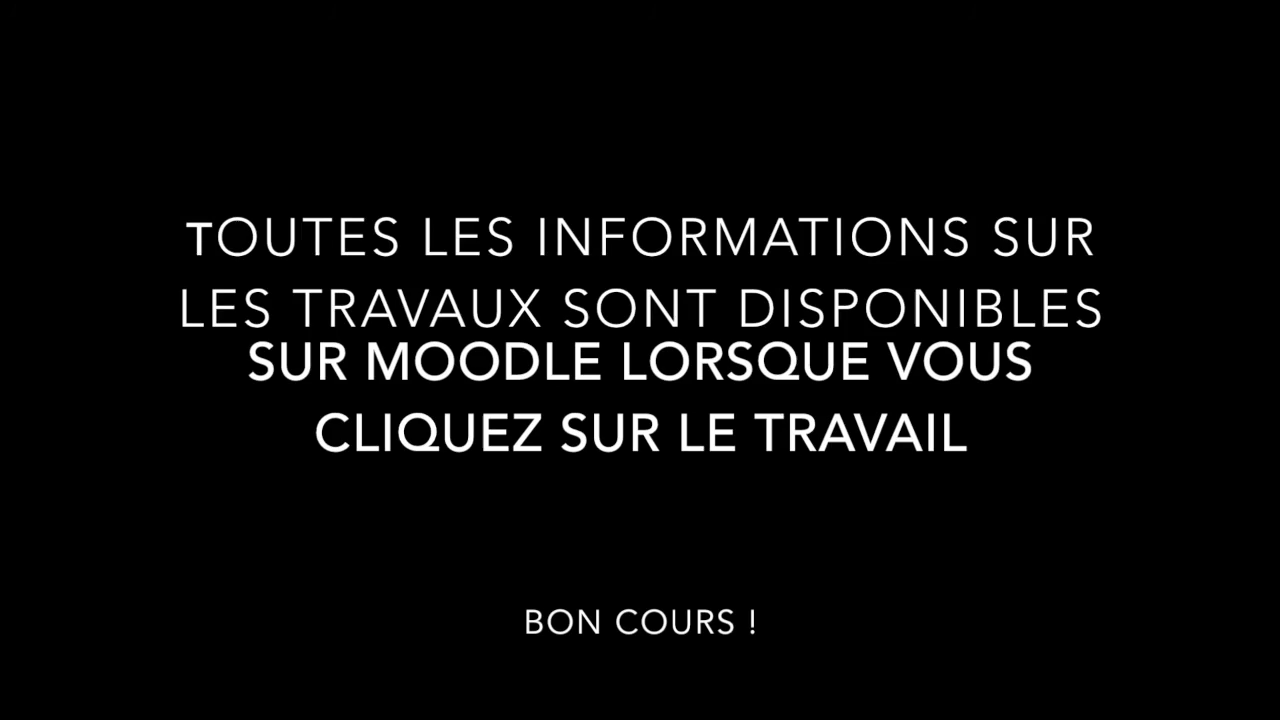 TOUTES LES INFORMATIONS SUR
LES TRAVAUX SONT DISPONIBLES
SUR MOODLE LORSQUE VOUS
CLIQUEZ SUR LE TRAVAIL
BON COURS !